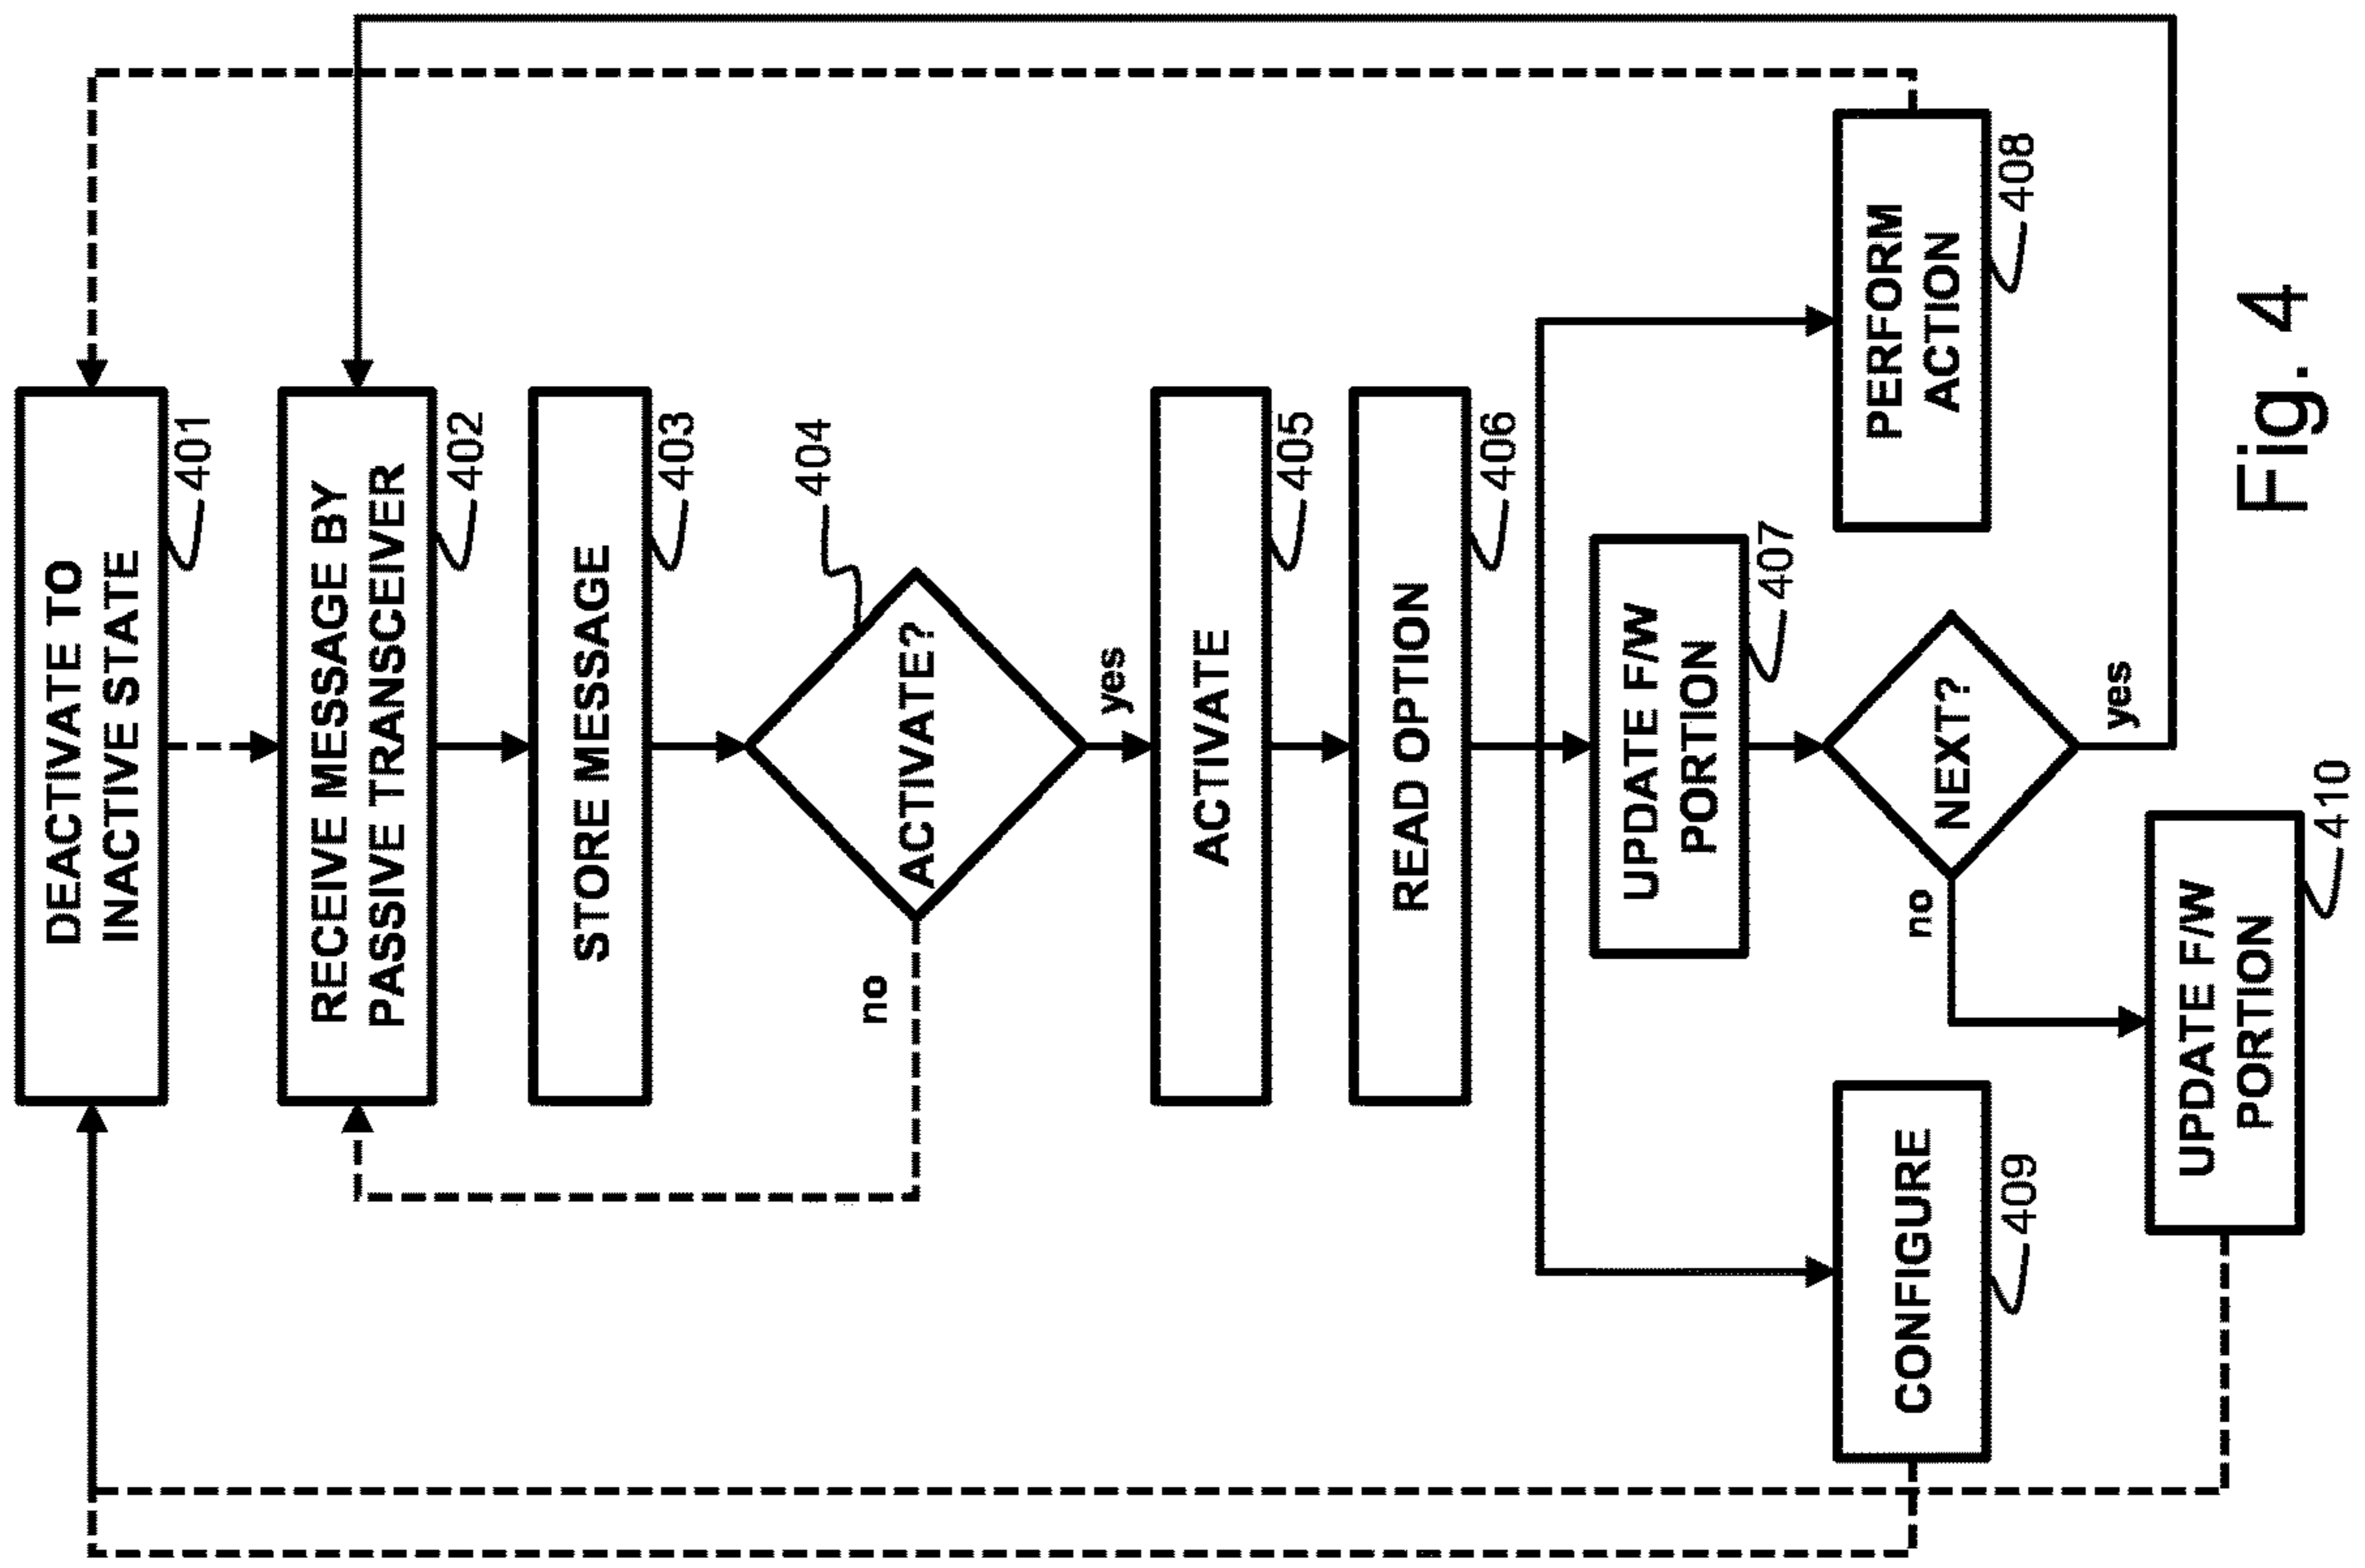 DEACTIVATE TO
INACTIVE STATE
401
RECEIVE MESSAGE BY
PASSIVE TRANSCEIVER
402
STORE MESSAGE
403
404
ACTIVATE?
no
yes
ACTIVATE
405
READ OPTION
406
UPDATE F/W
PORTION
407
CONFIGURE
409
NEXT?
no
yes
PERFORM
ACTION
408
UPDATE F/W
PORTION
410
Fig. 4